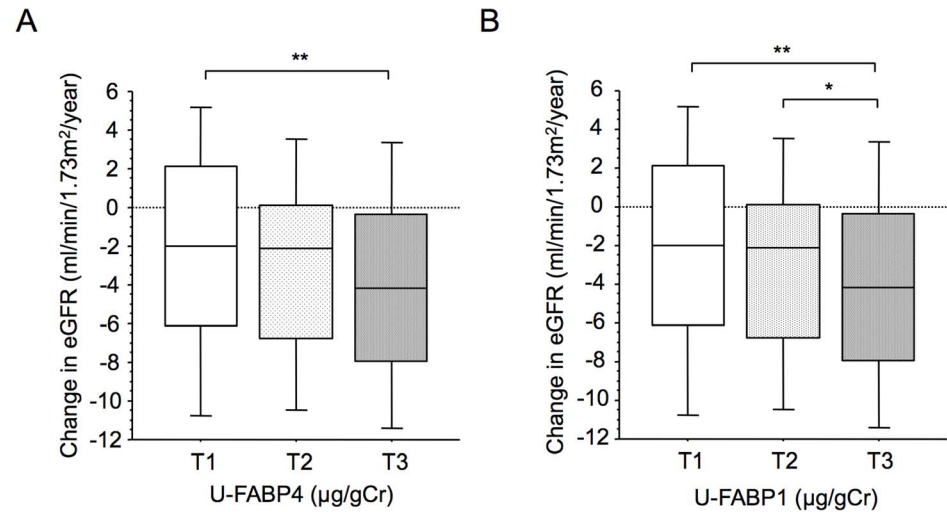 A
**
Change in eGFR (ml/min/1.73m²/year)
6
4
2
0
-2
-4
-6
-8
-10
-12
T1 T2 T3
U-FABP4 (µg/gCr)
B
**
*
Change in eGFR (ml/min/1.73m²/year)
6
4
2
0
-2
-4
-6
-8
-10
-12
T1 T2 T3
U-FABP1 (µg/gCr)